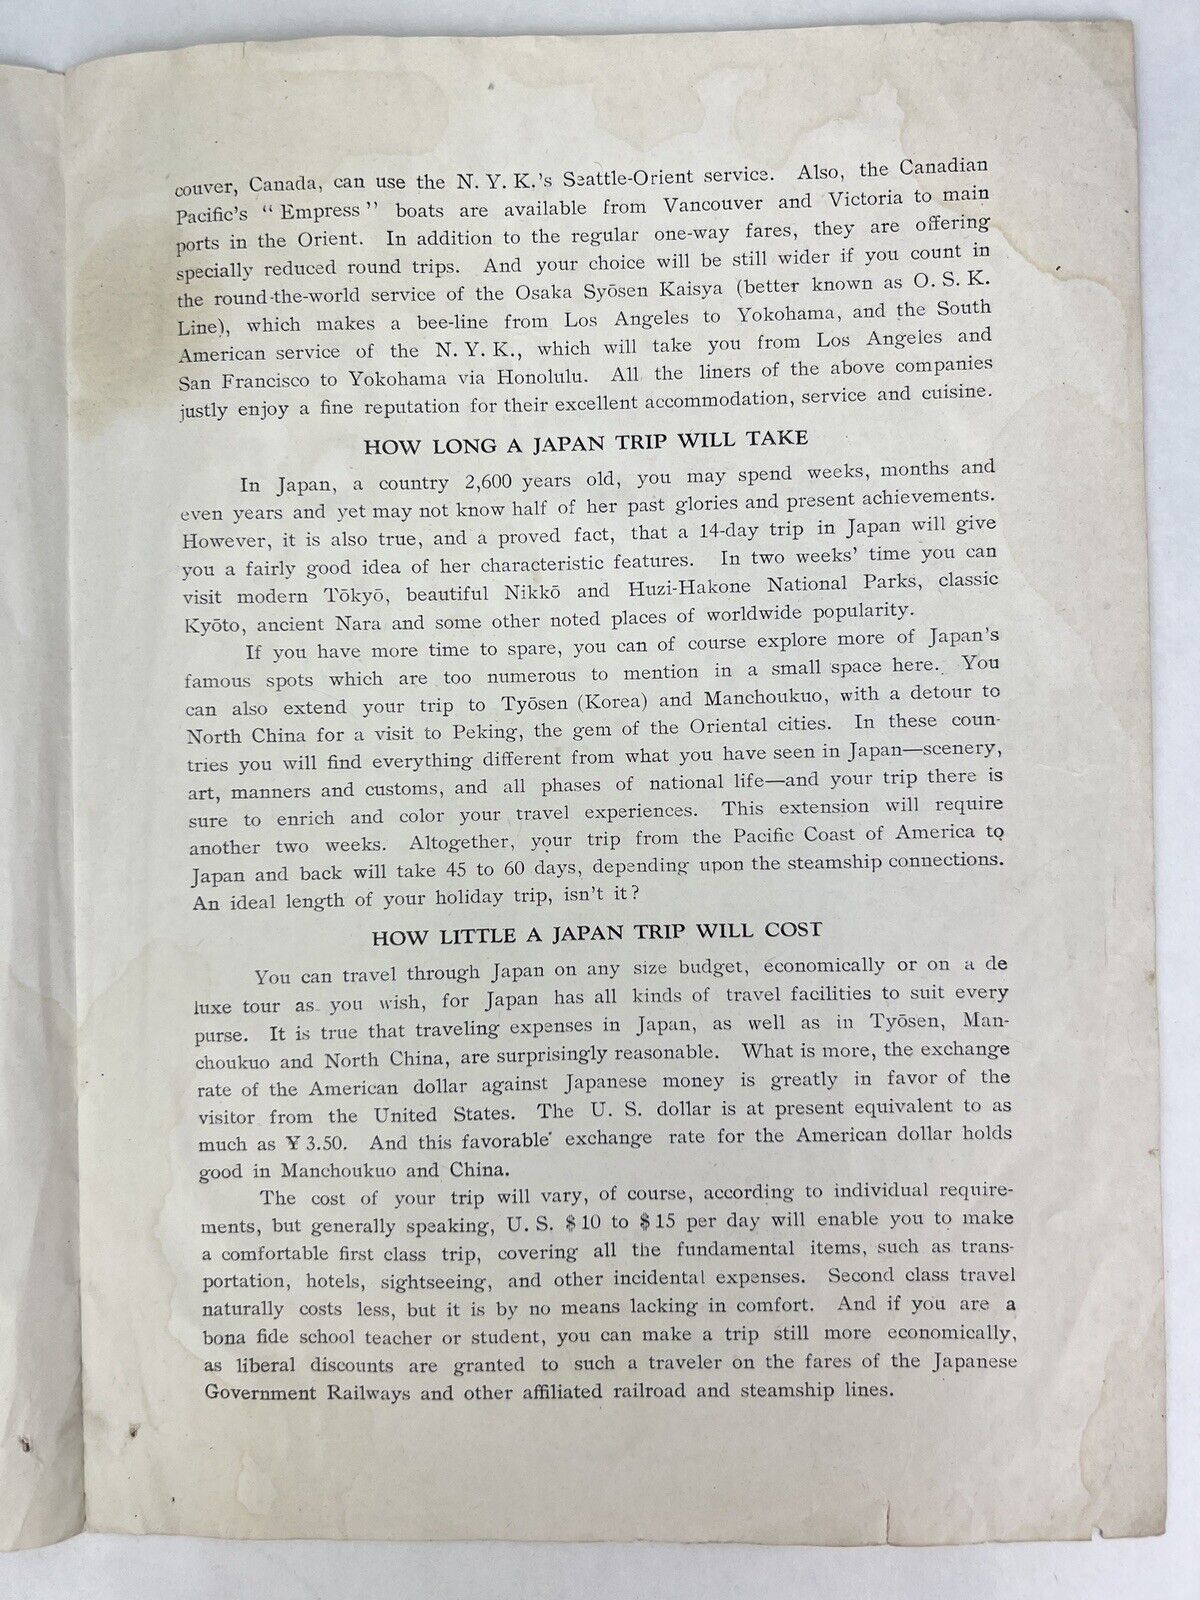 couver, Canada, can use the N. Y. K.'s Seattle-Orient service. Also, the Canadian
Pacific's "Empress" boats are available from Vancouver and Victoria to main
ports in the Orient. In addition to the regular one-way fares, they are offering
specially reduced round trips. And your choice will be still wider if you count in
the round-the-world service of the Osaka Syōsen Kaisya (better known as O. S. K.
Line), which makes a bee-line from Los Angeles to Yokohama, and the South
American service of the N. Y. K., which will take you from Los Angeles and
San Francisco to Yokohama via Honolulu. All the liners of the above companies
justly enjoy a fine reputation for their excellent accommodation, service and cuisine.
HOW LONG A JAPAN TRIP WILL TAKE
In Japan, a country 2,600 years old, you may spend weeks, months and
even years and yet may not know half of her past glories and present achievements.
However, it is also true, and a proved fact, that a 14-day trip in Japan will give
you a fairly good idea of her characteristic features. In two weeks' time you can
visit modern Tōkyō, beautiful Nikkō and Huzi-Hakone National Parks, classic
Kyōto, ancient Nara and some other noted places of worldwide popularity.
If you have more time to spare, you can of course explore more of Japan's
famous spots which are too numerous to mention in a small space here. You
can also extend your trip to Tyōsen (Korea) and Manchoukuo, with a detour to
North China for a visit to Peking, the gem of the Oriental cities. In these coun-
tries you will find everything different from what you have seen in Japan—scenery,
art, manners and customs, and all phases of national life—and your trip there is
sure to enrich and color your travel experiences. This extension will require
another two weeks. Altogether, your trip from the Pacific Coast of America to
Japan and back will take 45 to 60 days, depending upon the steamship connections.
An ideal length of your holiday trip, isn't it?
HOW LITTLE A JAPAN TRIP WILL COST
You can travel through Japan on any size budget, economically or on a de
luxe tour as you wish, for Japan has all kinds of travel facilities to suit every
purse. It is true that traveling expenses in Japan, as well as in Tyōsen, Man-
choukuo and North China, are surprisingly reasonable. What is more, the exchange
rate of the American dollar against Japanese money is greatly in favor of the
visitor from the United States. The U. S. dollar is at present equivalent to as
much as ¥3.50. And this favorable exchange rate for the American dollar holds
good in Manchoukuo and China.
The cost of your trip will vary, of course, according to individual require-
ments, but generally speaking, U. S. $10 to $15 per day will enable you to make
a comfortable first class trip, covering all the fundamental items, such as trans-
portation, hotels, sightseeing, and other incidental expenses. Second class travel
naturally costs less, but it is by no means lacking in comfort. And if you are a
bona fide school teacher or student, you can make a trip still more economically,
as liberal discounts are granted to such a traveler on the fares of the Japanese
Government Railways and other affiliated railroad and steamship lines.